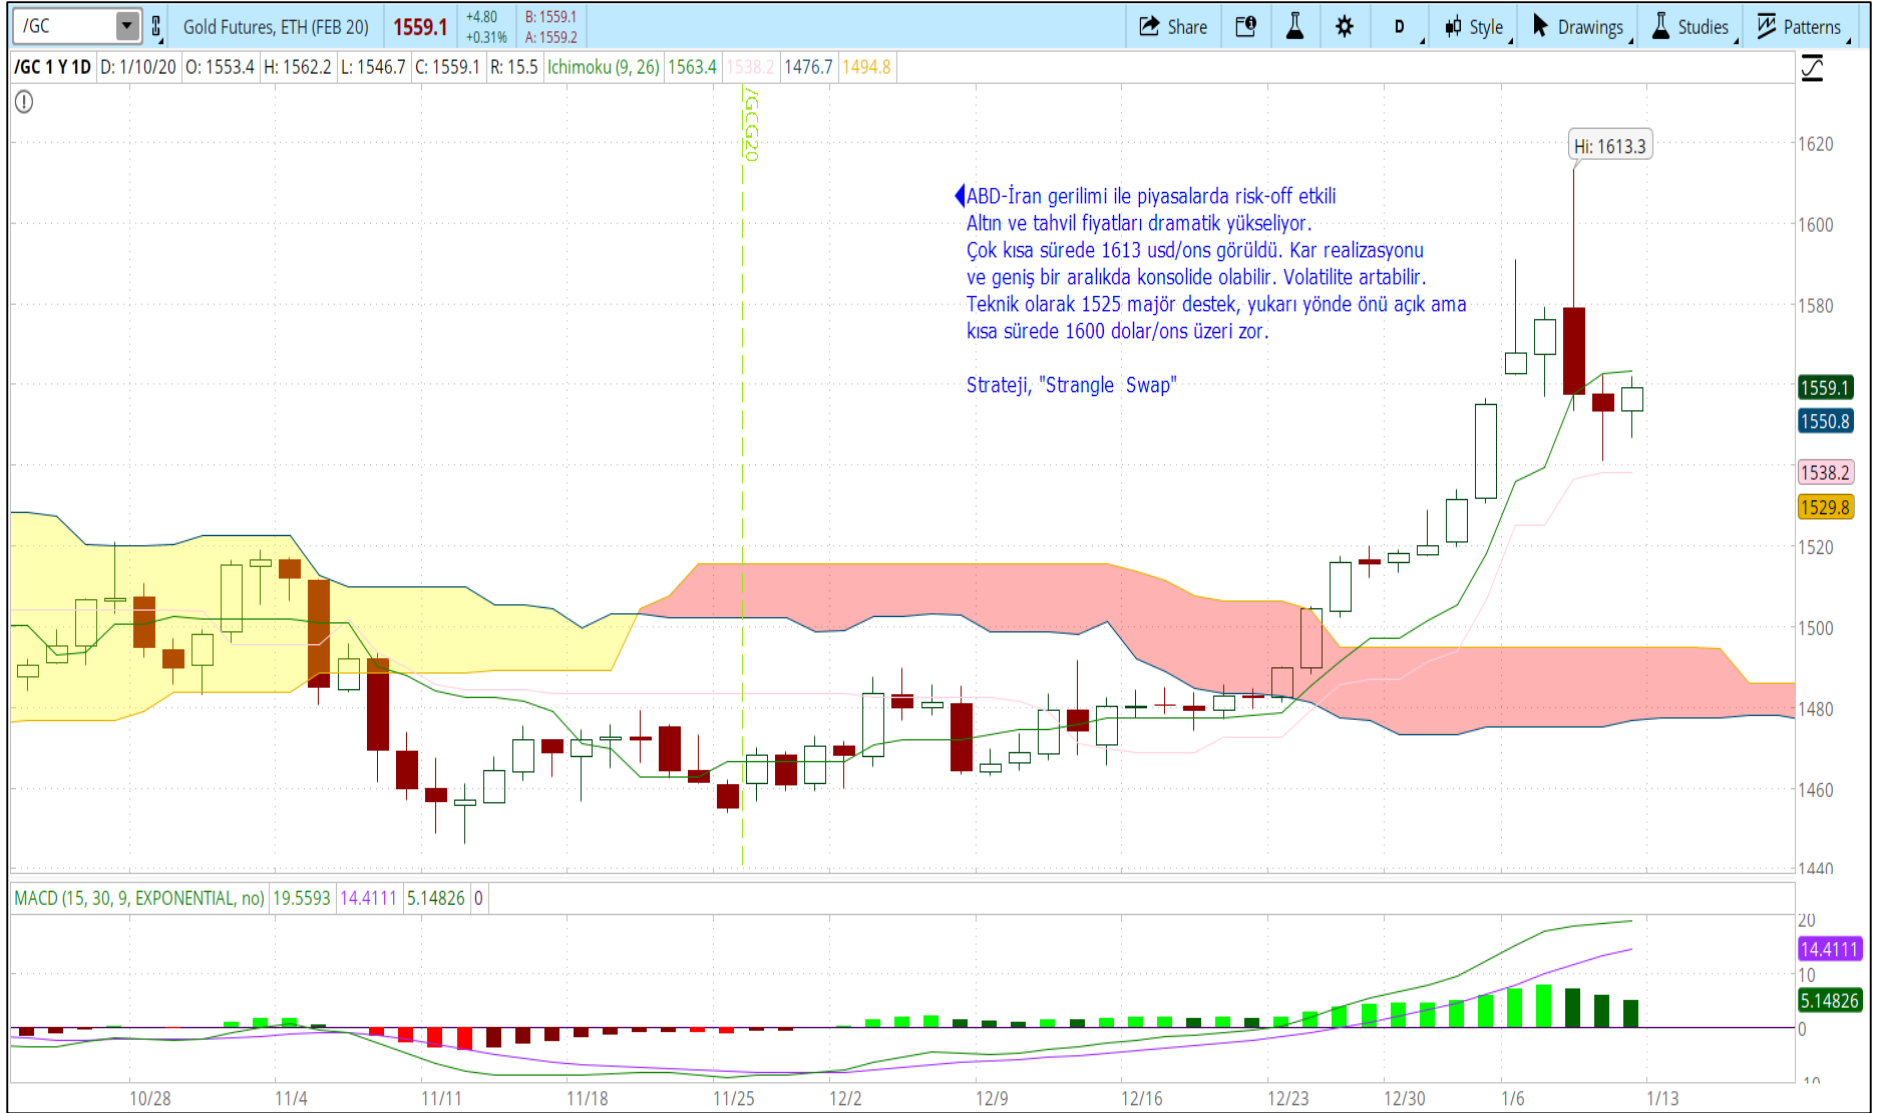 /GC
Gold Futures, ETH (FEB 20)
1559.1
+4.80
+0.31%
B: 1559.1
A: 1559.2
Share
D
Style
Drawings
Studies
Patterns
/GC 1 Y 1D D: 1/10/20 O: 1553.4 H: 1562.2 L: 1546.7 C: 1559.1 R: 15.5 Ichimoku (9, 26) 1563.4 1538.2 1476.7 1494.8
/GCG20
Hi: 1613.3
ABD-İran gerilimi ile piyasalarda risk-off etkili
Altın ve tahvil fiyatları dramatik yükseliyor.
Çok kısa sürede 1613 usd/ons görüldü. Kar realizasyonu
ve geniş bir aralıkda konsolide olabilir. Volatilite artabilir.
Teknik olarak 1525 majör destek, yukarı yönde önü açık ama
kısa sürede 1600 dolar/ons üzeri zor.
Strateji, "Strangle Swap"
1620
1600
1580
1559.1
1550.8
1538.2
1529.8
1520
1500
1480
1460
1440
MACD (15, 30, 9, EXPONENTIAL, no) 19.5593 14.4111 5.14826 0
20
14.4111
10
5.14826
0
-10
10/28 11/4 11/11 11/18 11/25 12/2 12/9 12/16 12/23 12/30 1/6 1/13